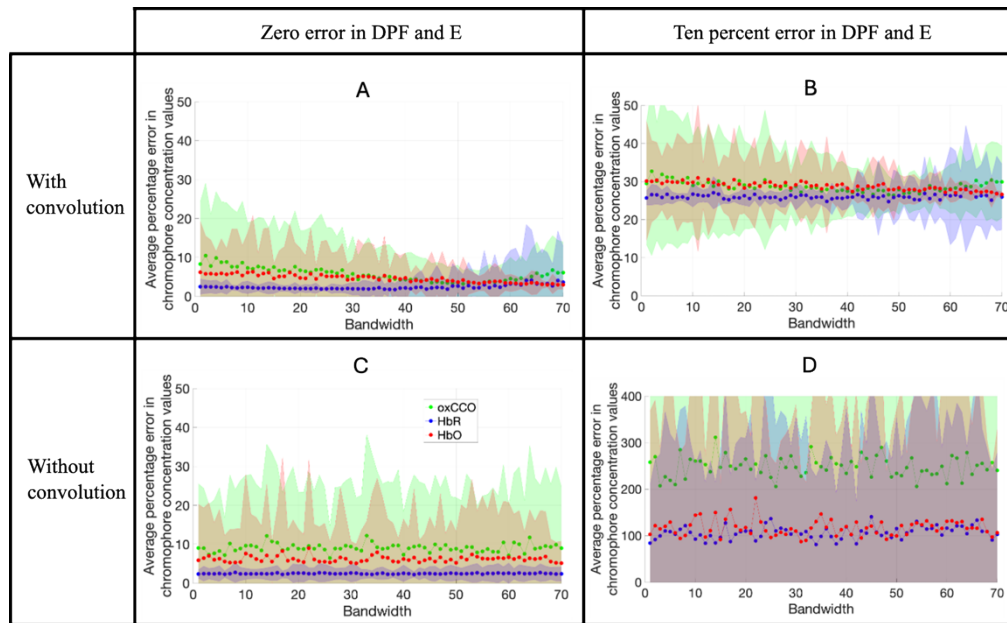 Zero error in DPF and E
Ten percent error in DPF and E
With
convolution
A
Average percentage error in
chromophore concentration values
50
40
30
20
10
0
0 10 20 30 40 50 60 70
Bandwidth
B
Average percentage error in
chromophore concentration values
50
40
30
20
10
0
0 10 20 30 40 50 60 70
Bandwidth
Without
convolution
C
Average percentage error in
chromophore concentration values
50
40
30
20
10
0
oxCCO
HbR
HbO
0 10 20 30 40 50 60 70
Bandwidth
D
Average percentage error in
chromophore concentration values
400
300
200
100
0
0 10 20 30 40 50 60 70
Bandwidth